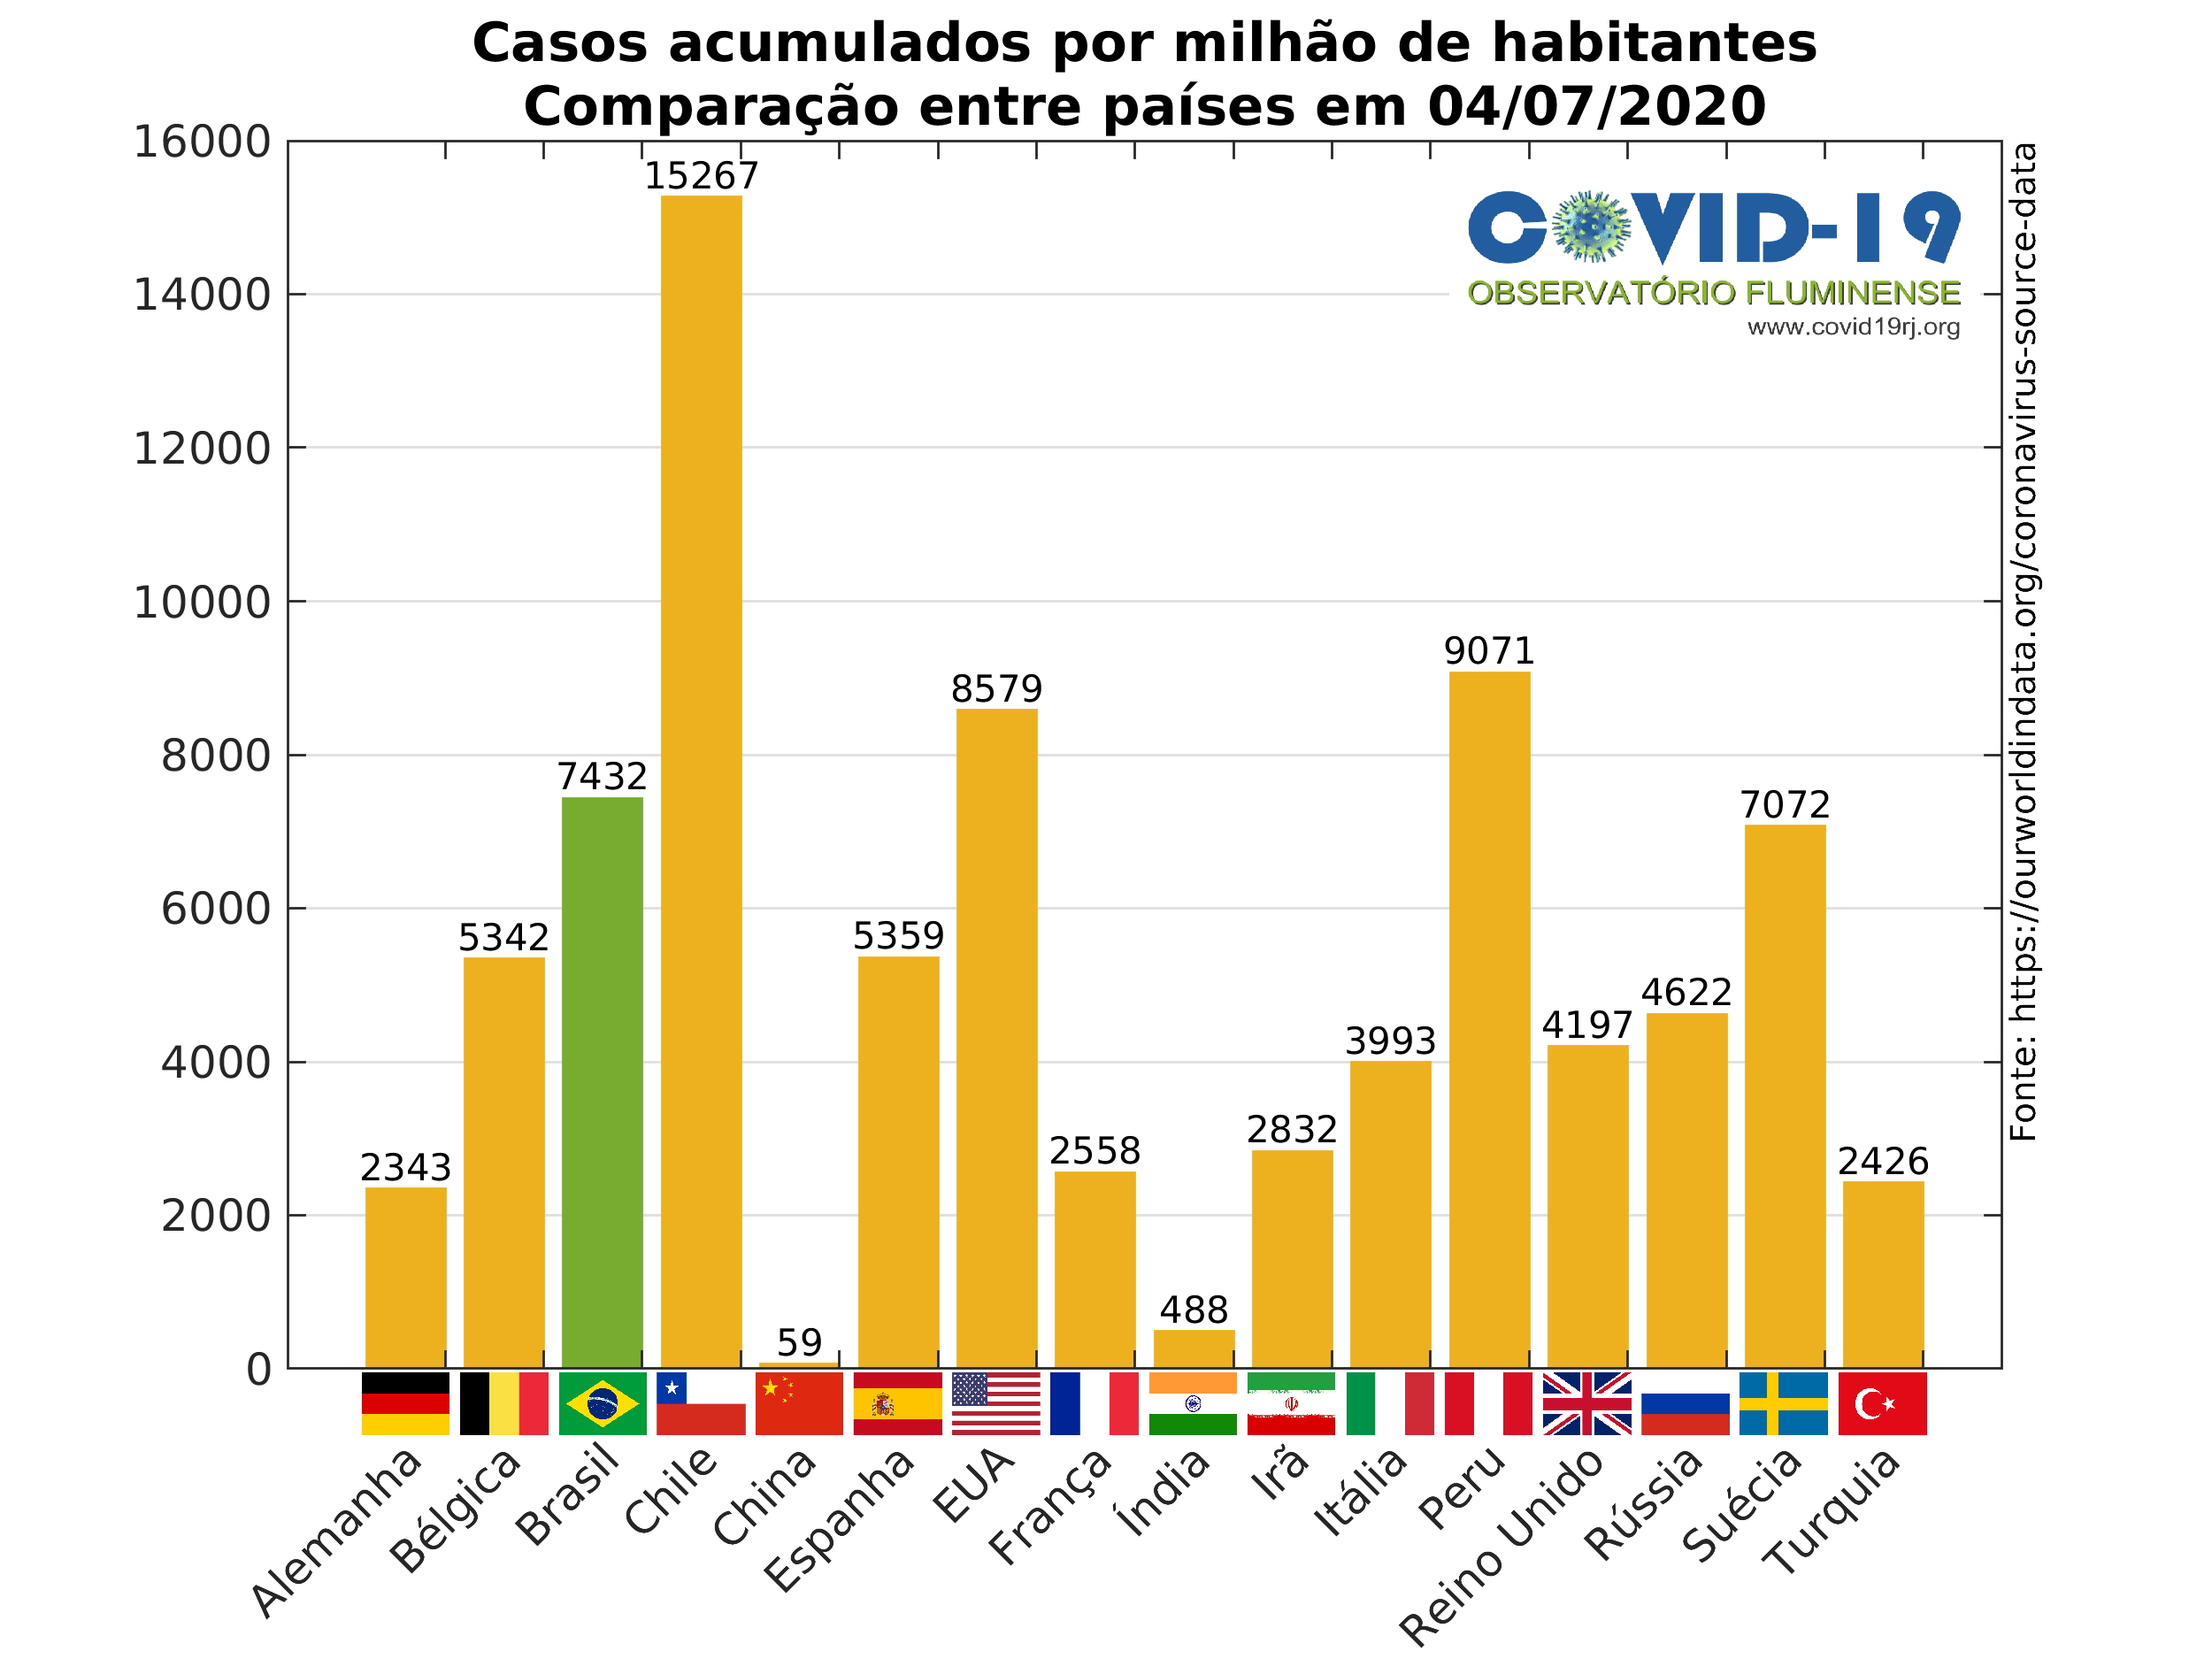 Casos acumulados por milhão de habitantes
Comparação entre países em 04/07/2020
16000
14000
12000
10000
8000
6000
4000
2000
0
2343
5342
7432
15267
59
5359
8579
2558
488
2832
3993
9071
4197
4622
7072
2426
COVID-19
OBSERVATÓRIO FLUMINENSE
www.covid19rj.org
Fonte: https://ourworldindata.org/coronavirus-source-data
Alemanha
Bélgica
Brasil
Chile
China
Espanha
EUA
França
Índia
Irã
Itália
Peru
Reino Unido
Rússia
Suécia
Turquia